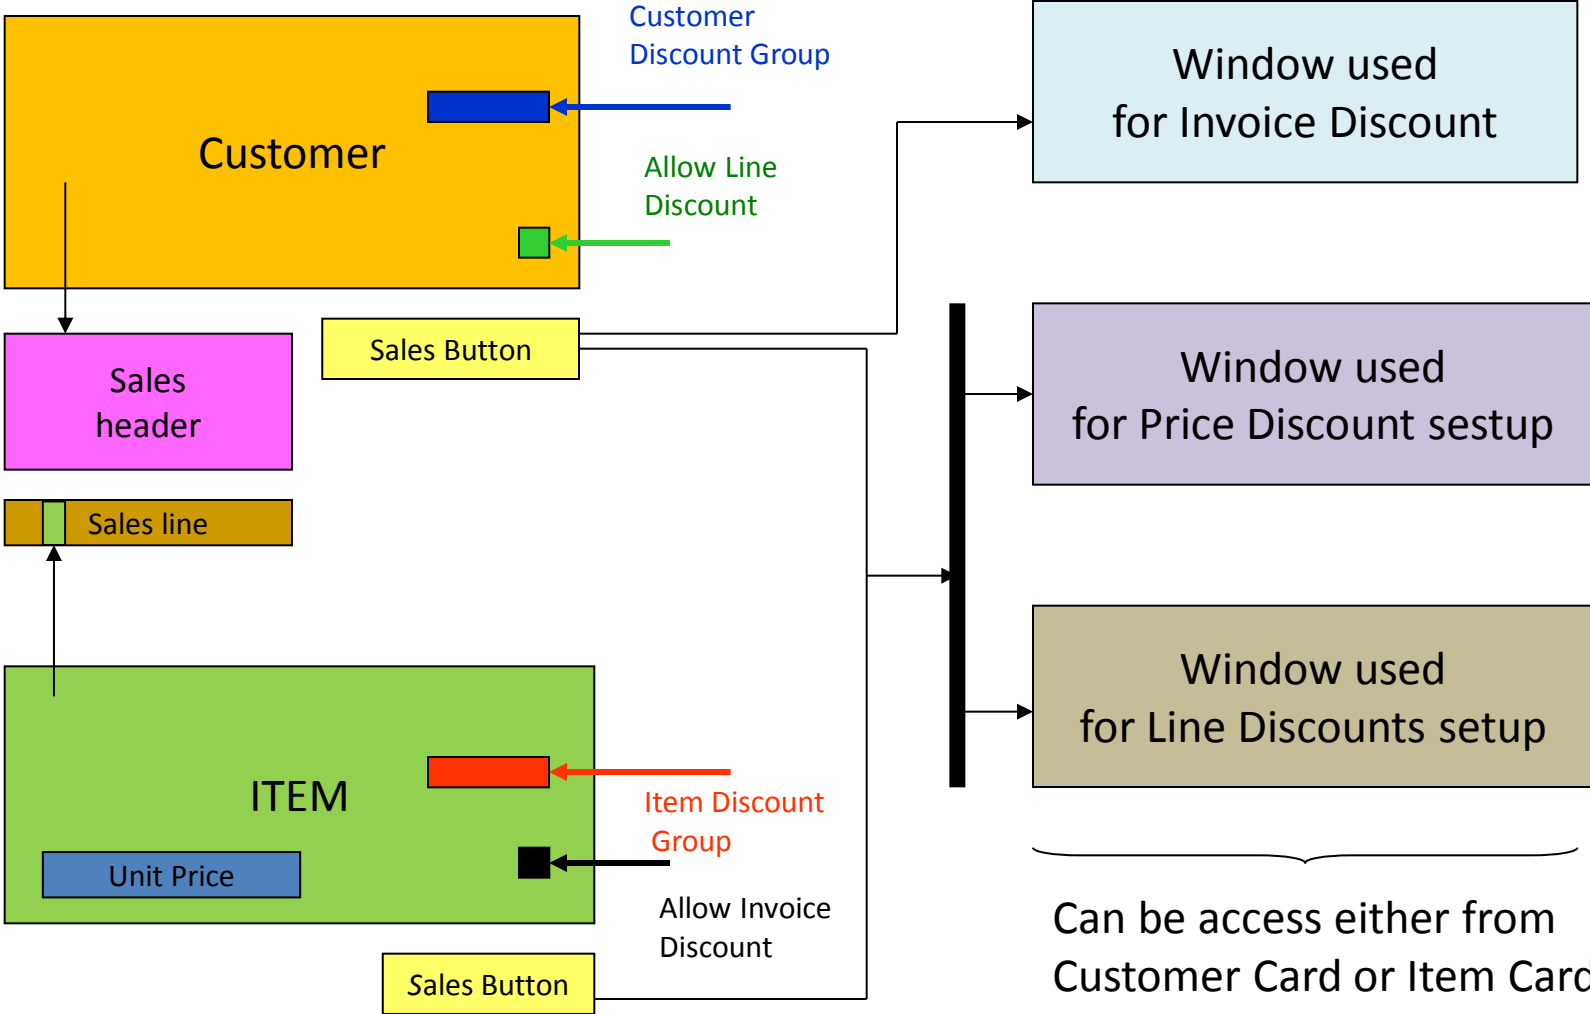 Customer
Discount Group
Customer
Allow Line
Discount
Sales Button
Sales
header
Sales line
ITEM
Unit Price
Item Discount
Group
Allow Invoice
Discount
Sales Button
Window used
for Invoice Discount
Window used
for Price Discount sestup
Window used
for Line Discounts setup
Can be access either from
Customer Card or Item Card